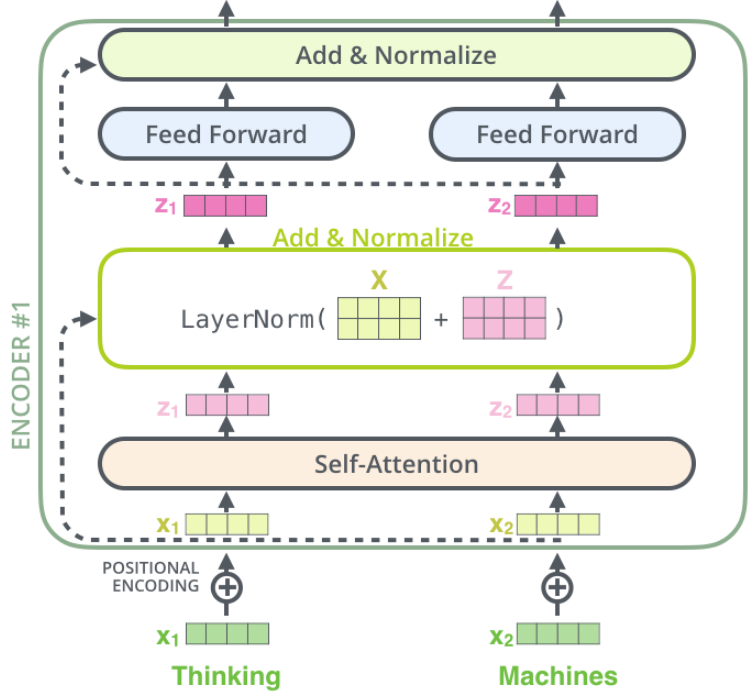 Add & Normalize
Feed Forward Feed Forward
z1 z2
Add & Normalize
X Z
LayerNorm( + )
ENCODER #1
z1 z2
Self-Attention
x1 x2
POSITIONAL
ENCODING
x1 x2
Thinking Machines